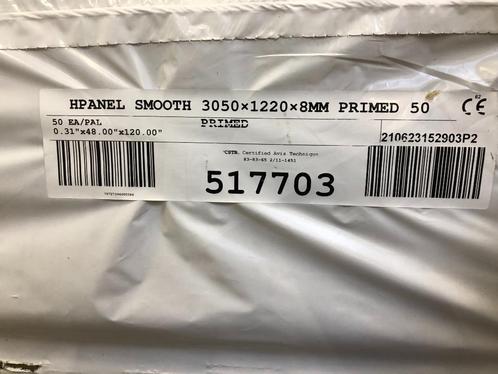 HPANEL SMOOTH 3050×1220×8MM PRIMED 50 CE
50 EA/PAL
PRIMED
0.31"x48.00"x120.00"
210623152903P2
CSTB. Certified Avis Technique
517703